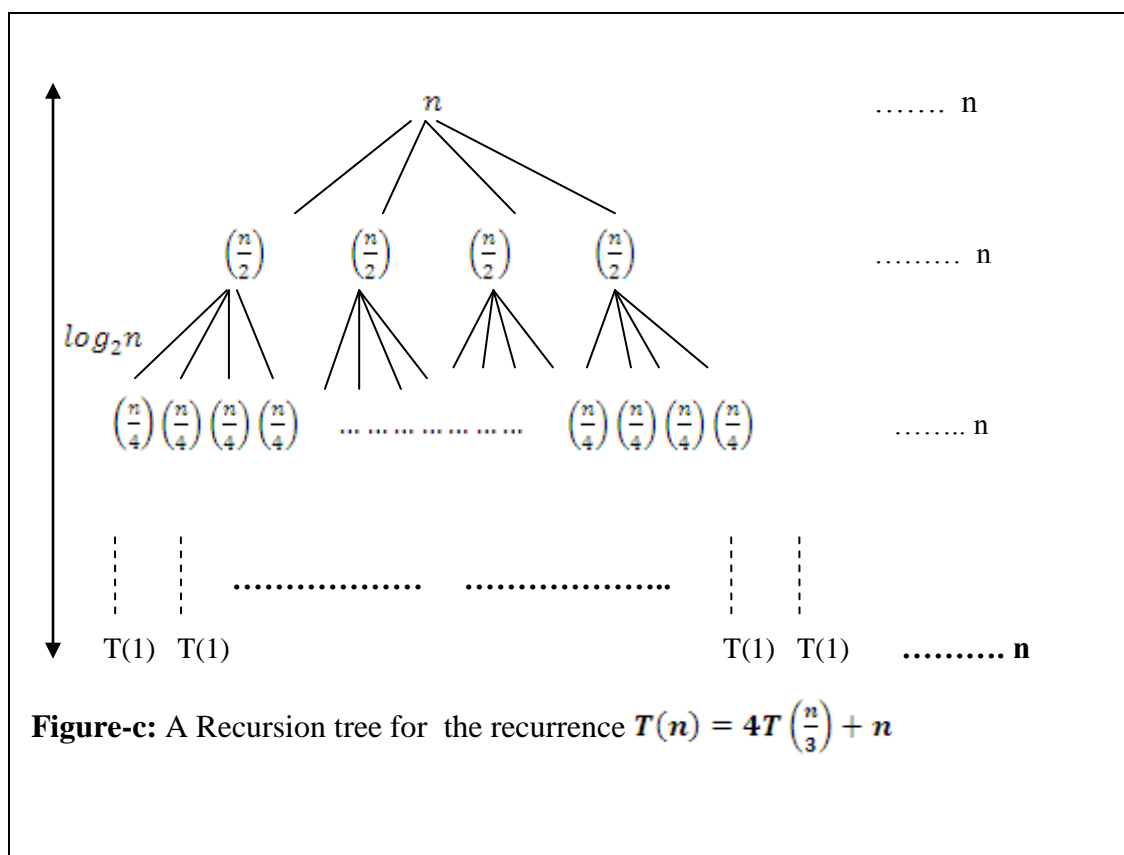 n ....... n
(n/2) (n/2) (n/2) (n/2) ......... n
log₂n
(n/4) (n/4) (n/4) (n/4) ... ... ... ... ... ... ... (n/4) (n/4) (n/4) (n/4) ........ n
.................. ....................
T(1) T(1) T(1) T(1) .......... n
Figure-c: A Recursion tree for the recurrence T(n) = 4T(n/3) + n